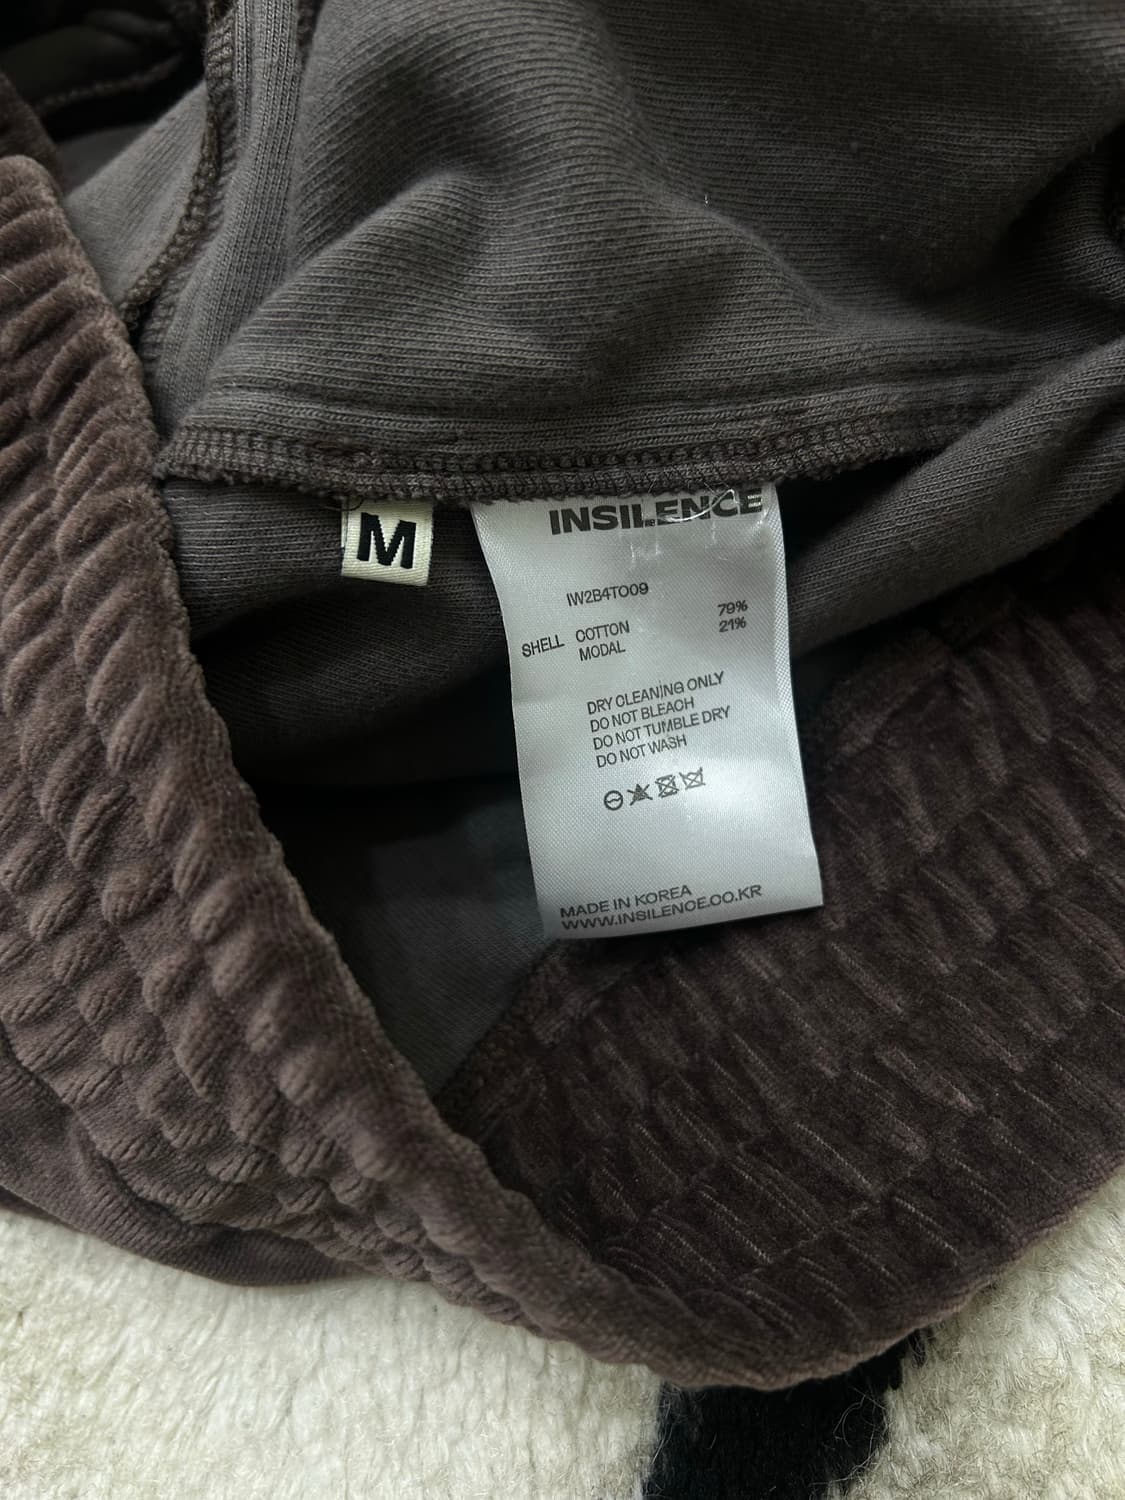 M
INSILENCE
IW2B4TO09
SHELL COTTON 79%
MODAL 21%
DRY CLEANING ONLY
DO NOT BLEACH
DO NOT TUMBLE DRY
DO NOT WASH
MADE IN KOREA
WWW.INSILENCE.CO.KR